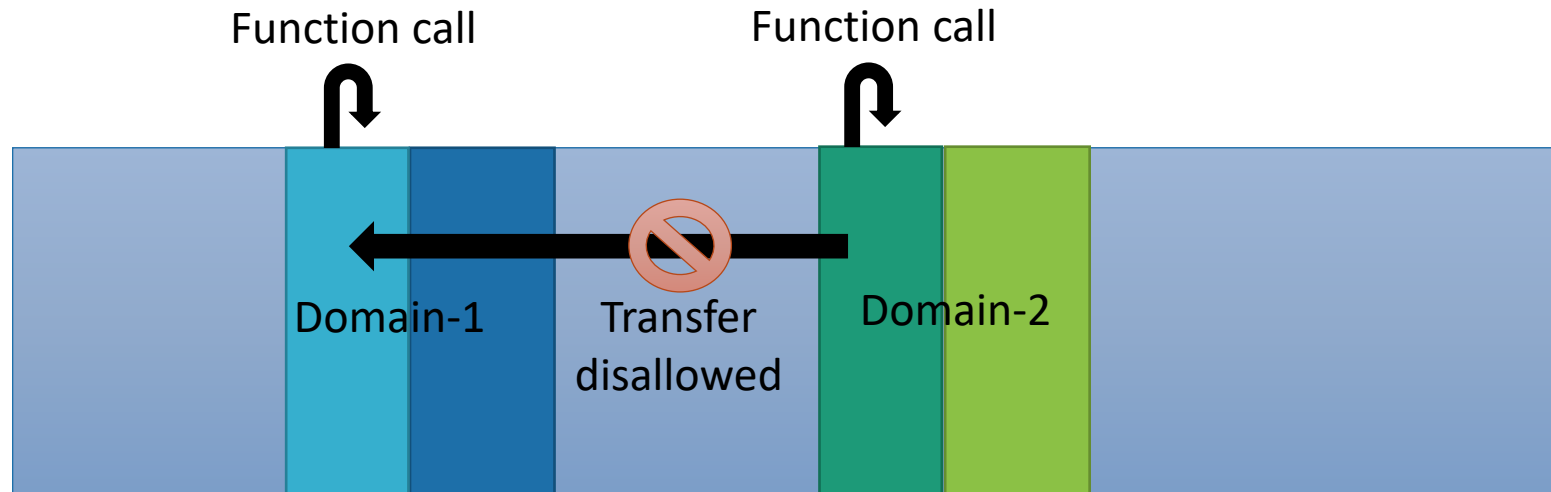 Function call
Function call
Domain-1
Transfer
disallowed
Domain-2